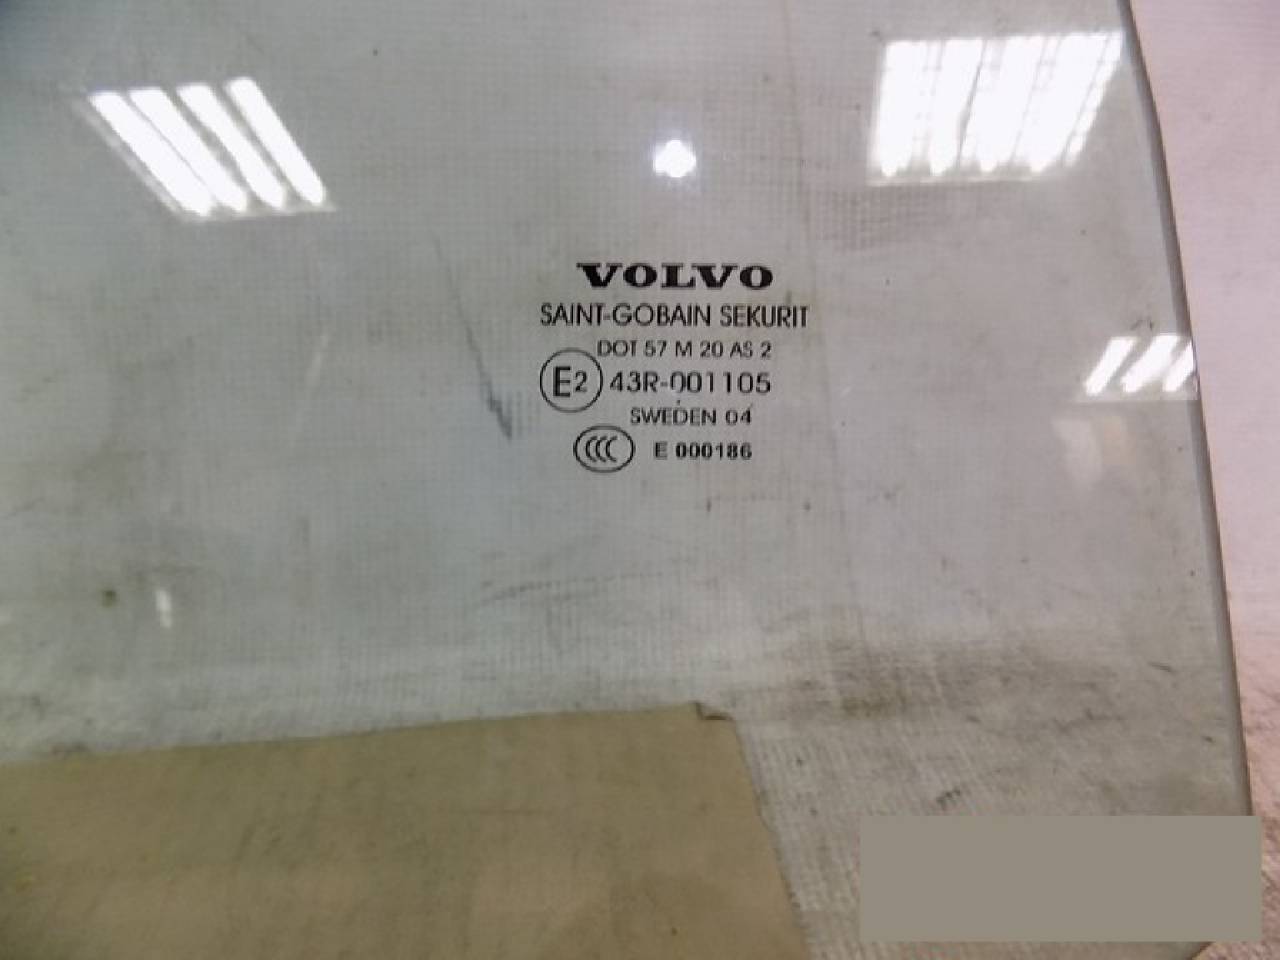 VOLVO
SAINT-GOBAIN SEKURIT
DOT 57 M 20 AS 2
E2 43R-001105
SWEDEN 04
CCC E 000186